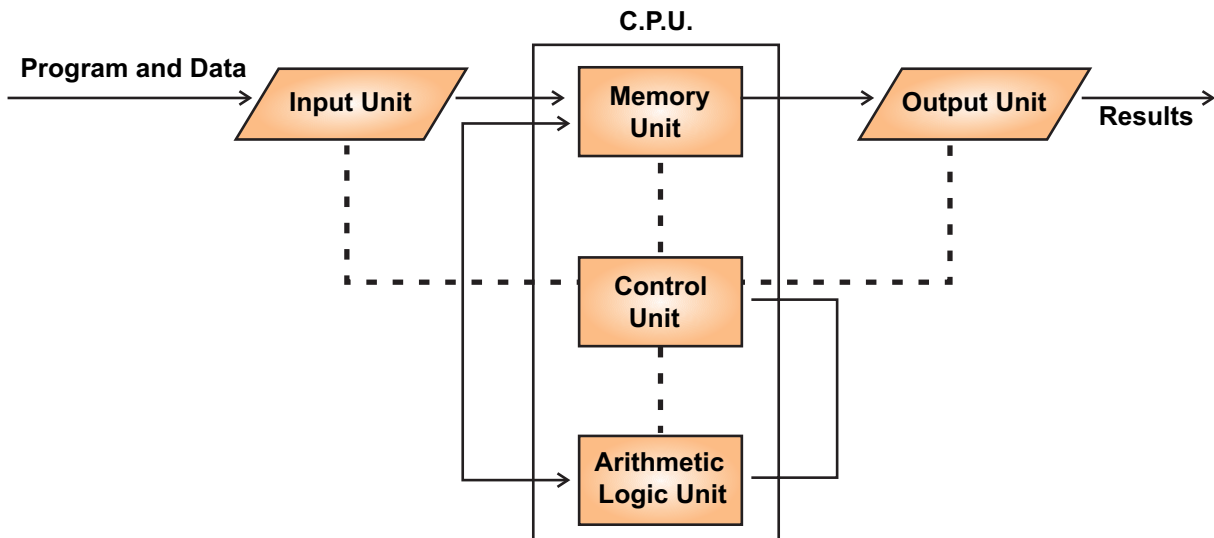 C.P.U.
Program and Data
Input Unit
Memory
Unit
Output Unit
Results
Control
Unit
Arithmetic
Logic Unit